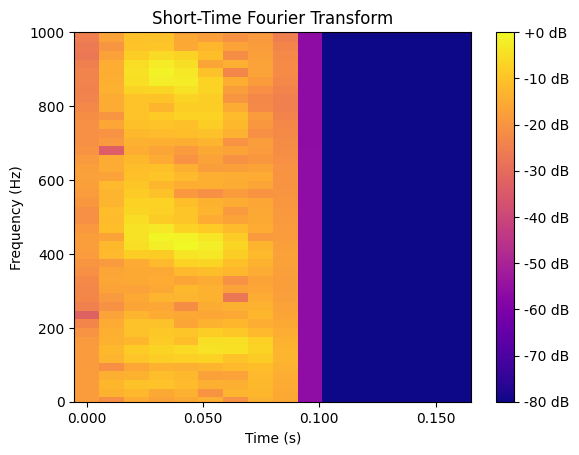 Short-Time Fourier Transform
1000
800
600
400
200
0
Frequency (Hz)
0.000
0.050
0.100
0.150
Time (s)
+0 dB
-10 dB
-20 dB
-30 dB
-40 dB
-50 dB
-60 dB
-70 dB
-80 dB